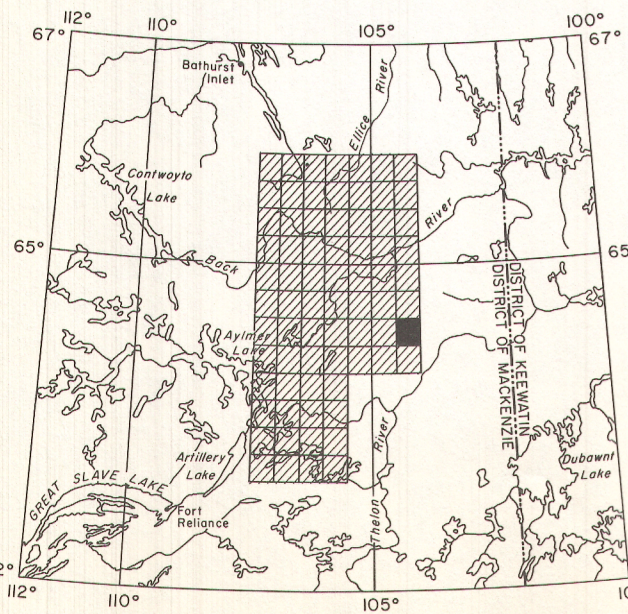 112° 110° 105° 100°
67° 67°
Bathurst
Inlet
Ellice River
Contwoyto
Lake
River
65° 65°
Back
Aylmer
Lake
DISTRICT OF KEEWATIN
DISTRICT OF MACKENZIE
Artillery
Lake
River
Dubawnt
Lake
GREAT SLAVE LAKE
Fort
Reliance
Thelon
2°
112° 110° 105° 10